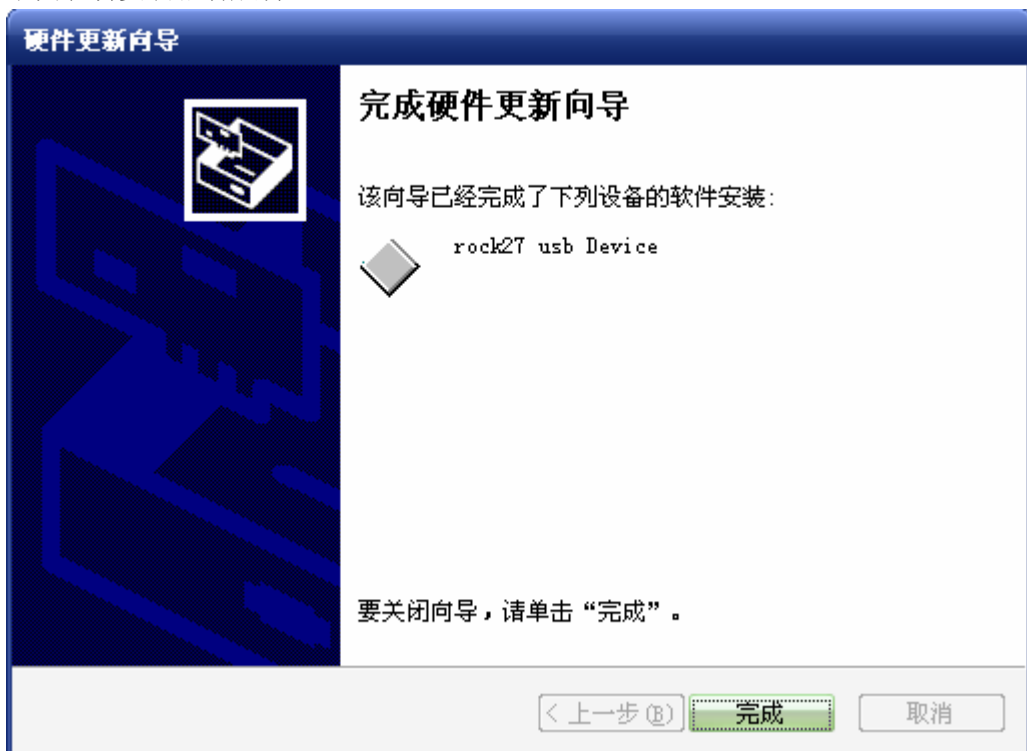 硬件更新向导
完成硬件更新向导
该向导已经完成了下列设备的软件安装:
rock27 usb Device
要关闭向导，请单击“完成”。
< 上一步(B) 完成 取消